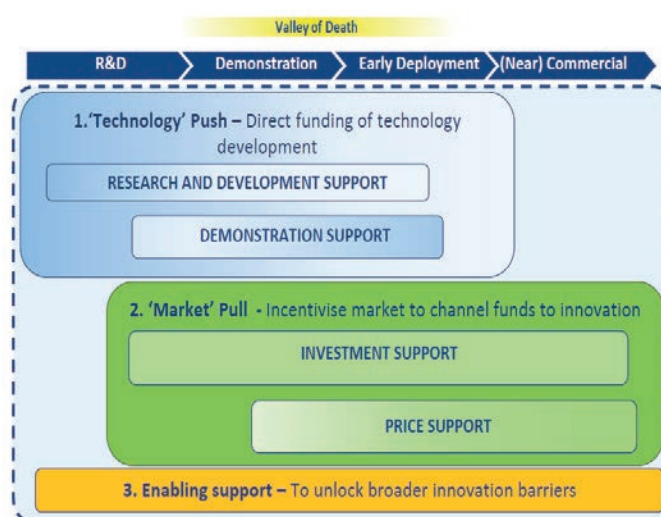 Valley of Death
R&D
Demonstration
Early Deployment
(Near) Commercial
1.‘Technology’ Push – Direct funding of technology
development
RESEARCH AND DEVELOPMENT SUPPORT
DEMONSTRATION SUPPORT
2. ‘Market’ Pull - Incentivise market to channel funds to innovation
INVESTMENT SUPPORT
PRICE SUPPORT
3. Enabling support – To unlock broader innovation barriers